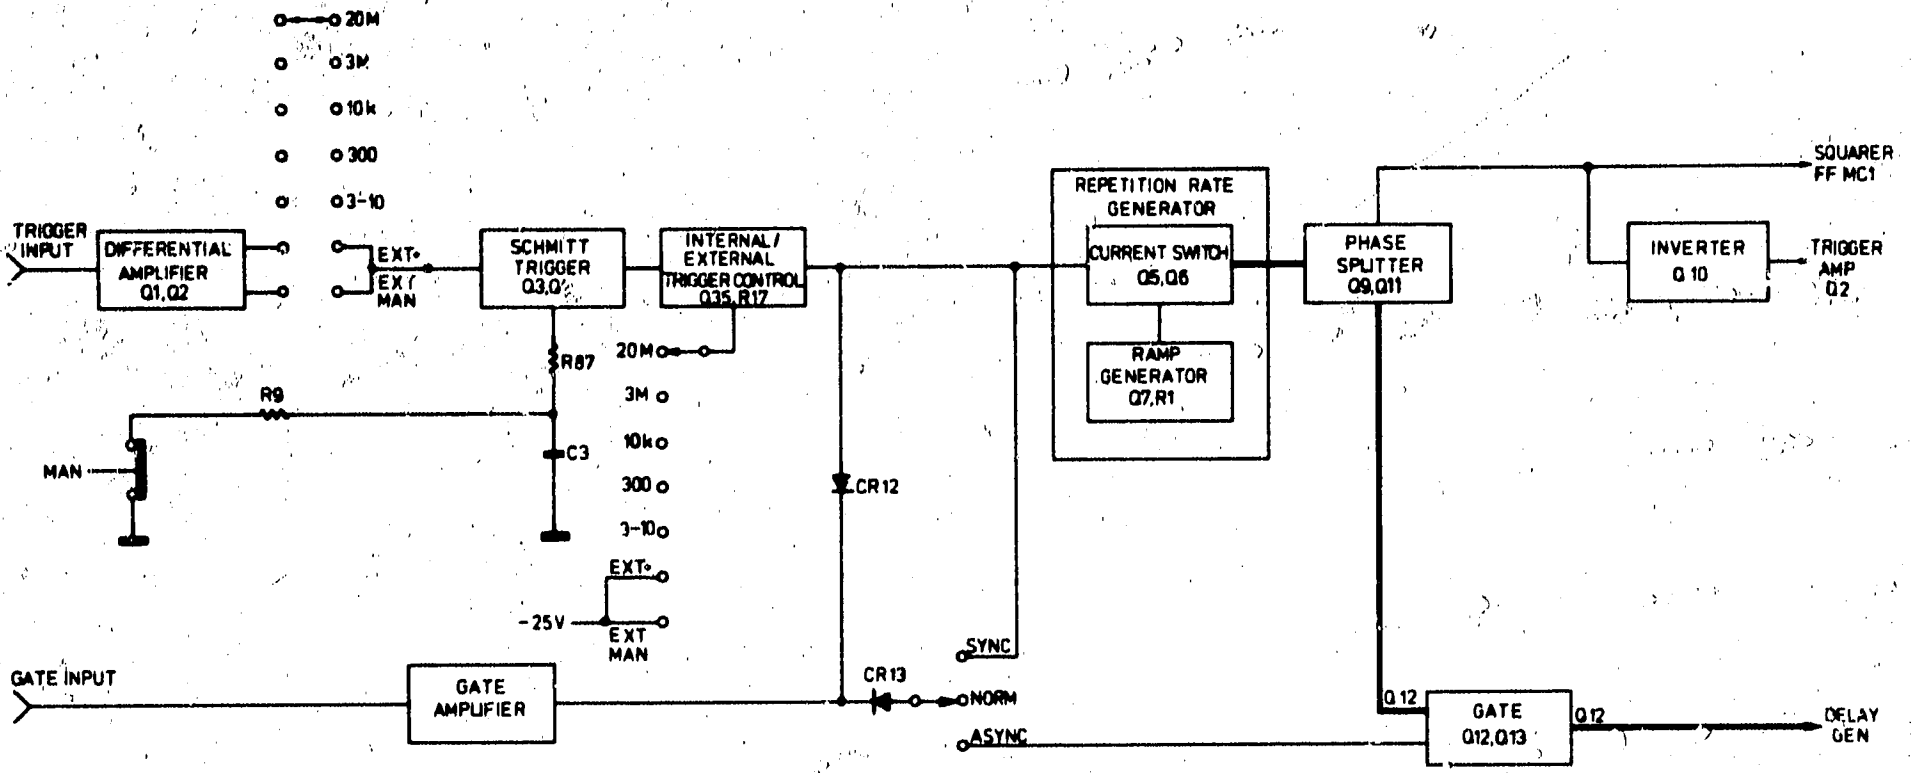 20M
3M
10k
300
3-10
TRIGGER
INPUT
DIFFERENTIAL
AMPLIFIER
Q1,Q2
EXT+
EXT
MAN
SCHMITT
TRIGGER
INTERNAL/
EXTERNAL
TRIGGER CONTROL
Q35,R17
REPETITION RATE
GENERATOR
CURRENT SWITCH
Q5,Q6
RAMP
GENERATOR
Q7,R1
PHASE
SPLITTER
Q9,Q11
SQUARER
FF MC1
INVERTER
Q10
TRIGGER
AMP
Q2
R87
R9
C3
MAN
20M
3M
10k
300
3-10
EXT+
-25V
EXT
MAN
CR12
GATE INPUT
GATE
AMPLIFIER
CR13
SYNC
NORM
ASYNC
Q12
GATE
Q12,Q13
Q12
DELAY
GEN